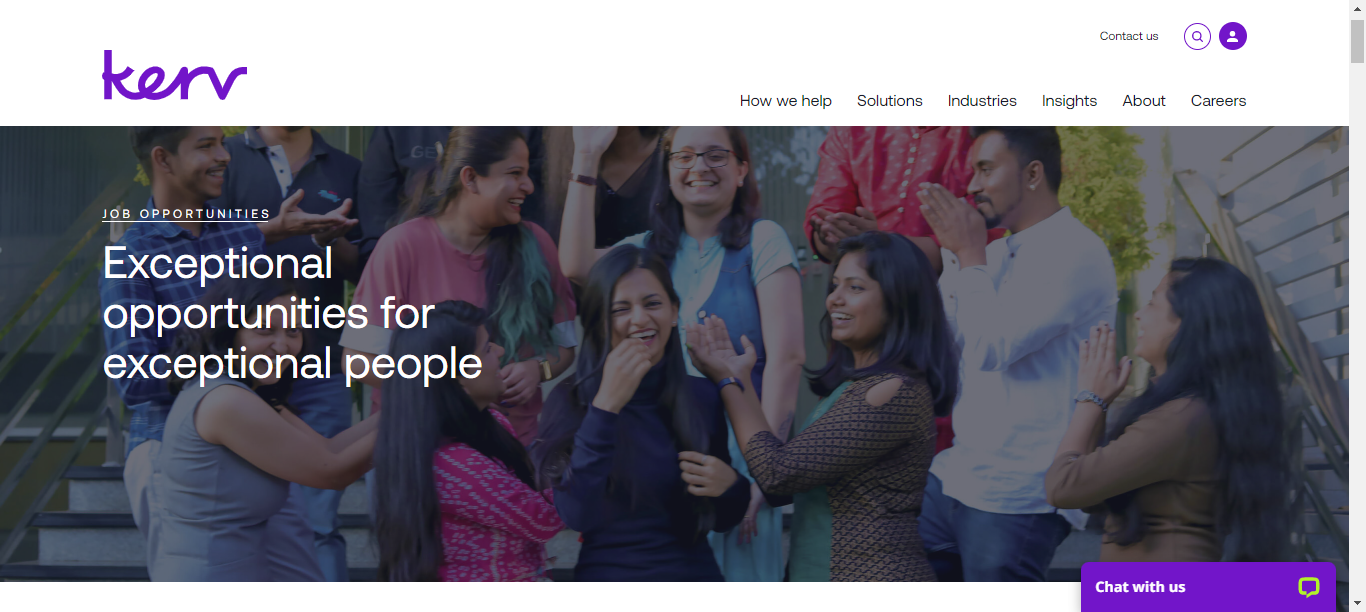 Contact us
kerv
How we help Solutions Industries Insights About Careers
JOB OPPORTUNITIES
Exceptional
opportunities for
exceptional people
Chat with us